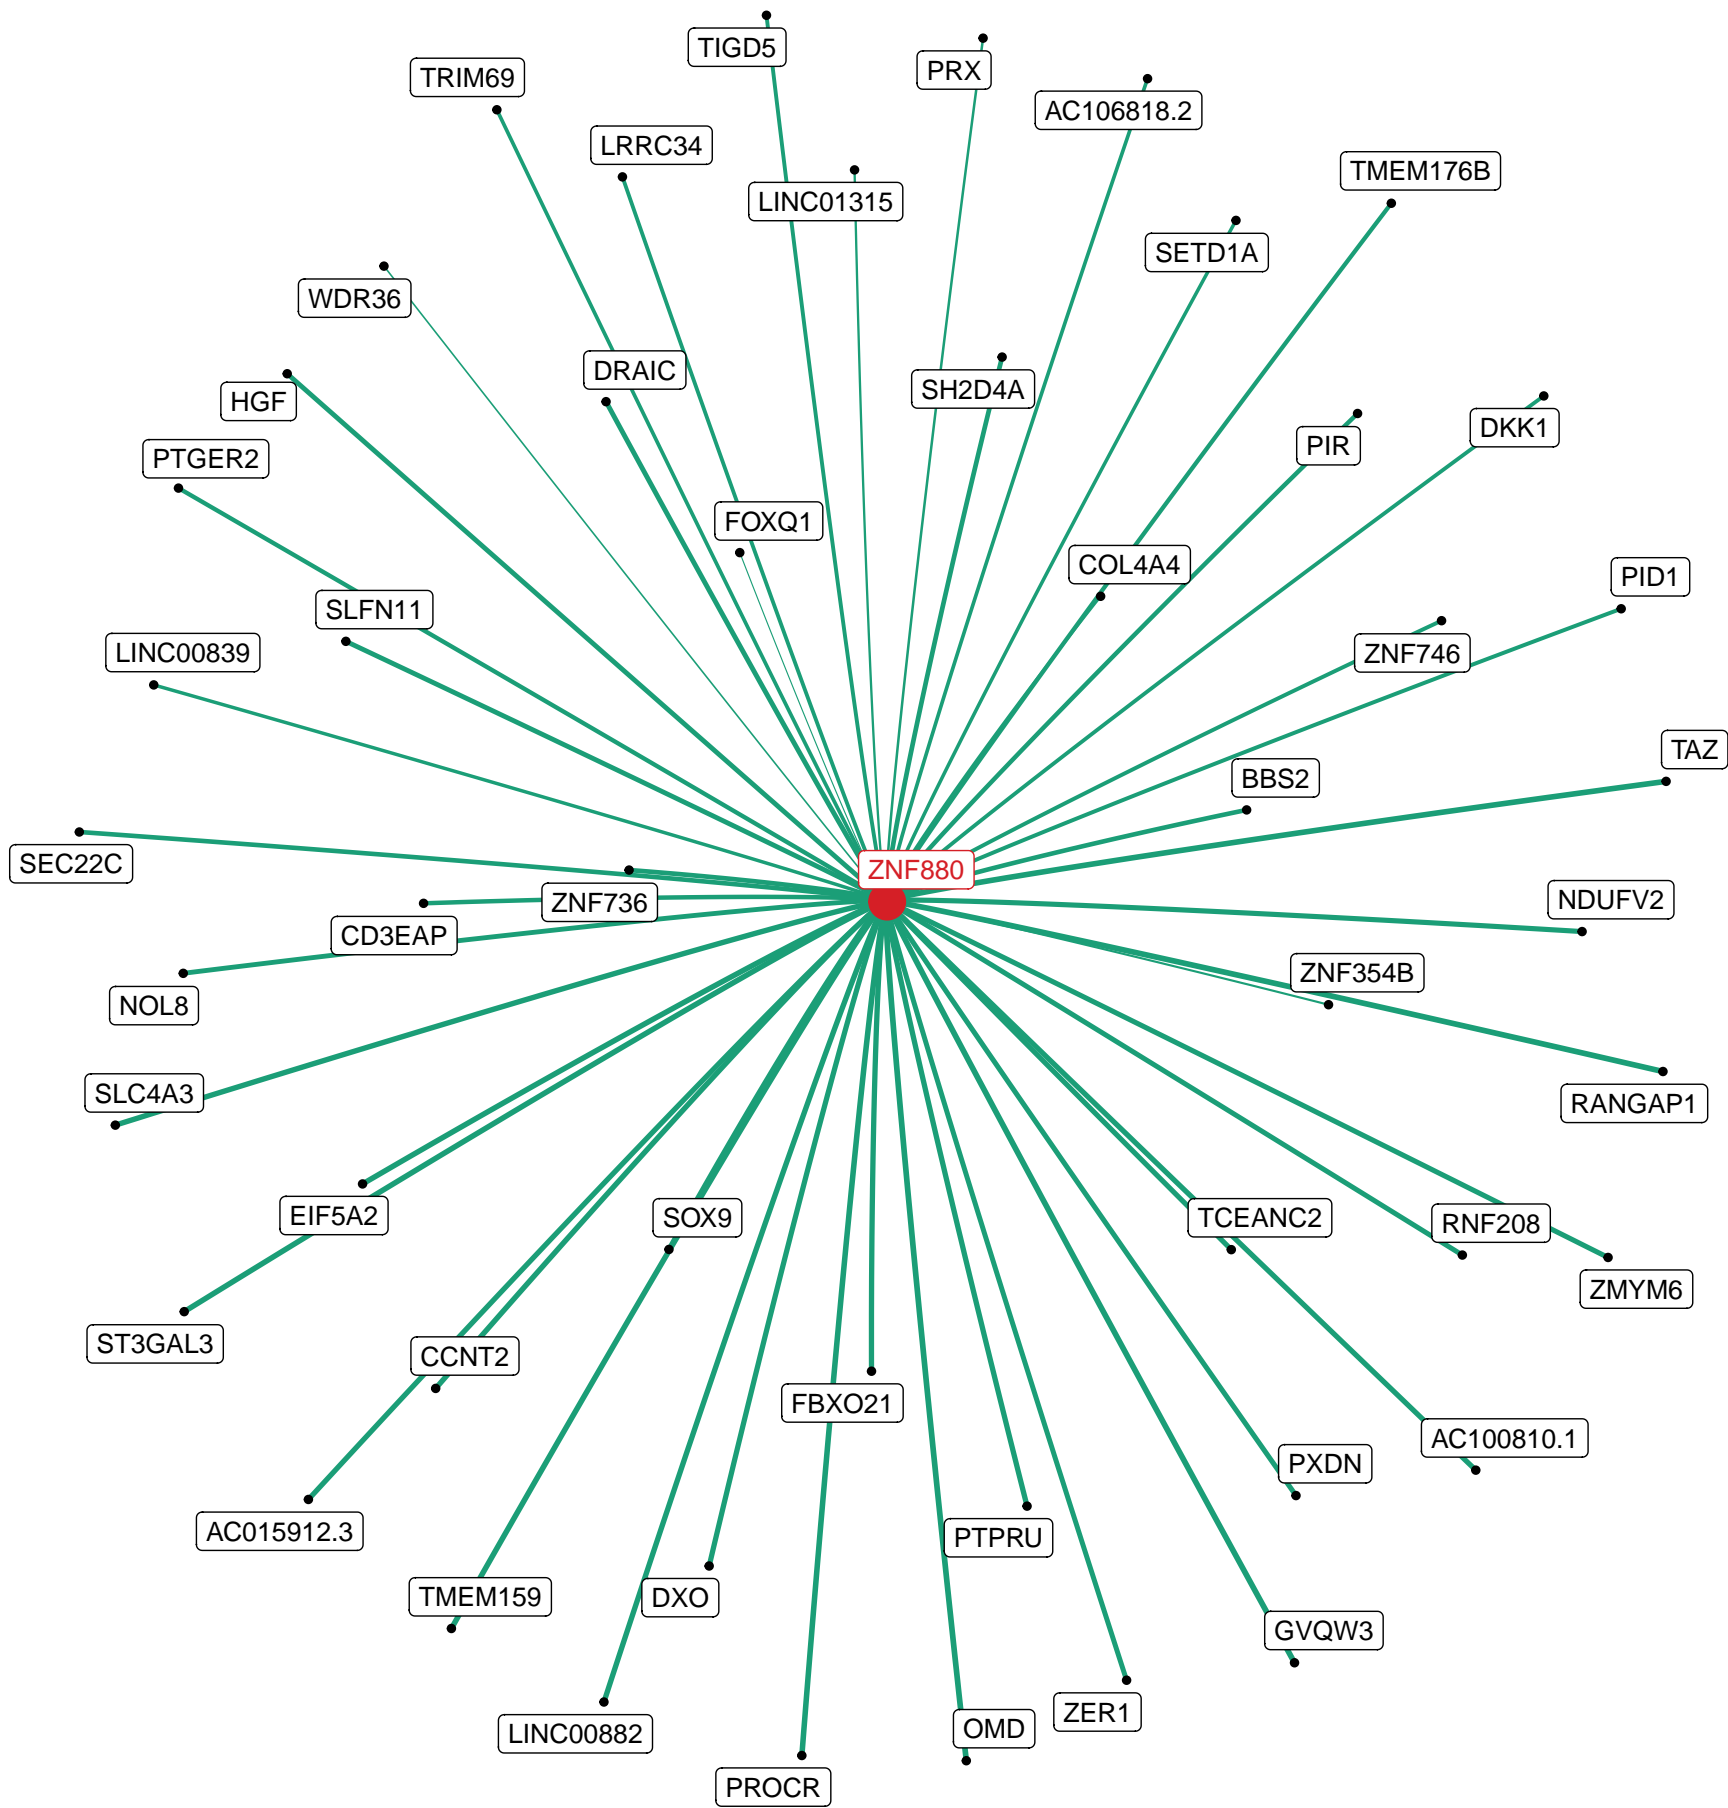 TIGD5
PRX
TRIM69
AC106818.2
LRRC34
TMEM176B
LINC01315
SETD1A
WDR36
DRAIC
SH2D4A
HGF
DKK1
PIR
PTGER2
FOXQ1
COL4A4
PID1
SLFN11
LINC00839
ZNF746
TAZ
BBS2
SEC22C
ZNF880
ZNF736
NDUFV2
CD3EAP
ZNF354B
NOL8
SLC4A3
RANGAP1
EIF5A2
SOX9
TCEANC2
RNF208
ZMYM6
ST3GAL3
CCNT2
FBXO21
AC100810.1
PXDN
AC015912.3
PTPRU
TMEM159
DXO
GVQW3
ZER1
OMD
LINC00882
PROCR